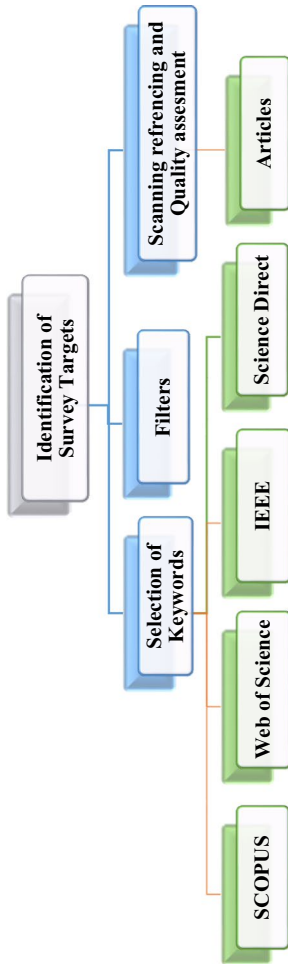 Identification of
Survey Targets
Selection of
Keywords
Filters
Scanning refrencing and
Quality assesment
SCOPUS
Web of Science
IEEE
Science Direct
Articles